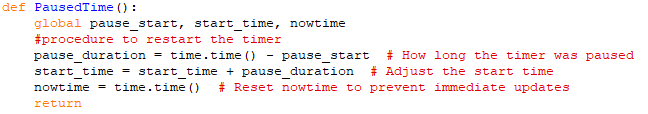 def PausedTime():
    global pause_start, start_time, nowtime
    #procedure to restart the timer
    pause_duration = time.time() - pause_start  # How long the timer was paused
    start_time = start_time + pause_duration  # Adjust the start time
    nowtime = time.time()  # Reset nowtime to prevent immediate updates
    return